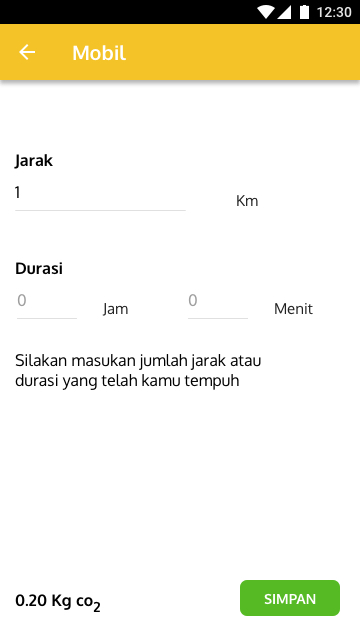 12:30
Mobil
Jarak
1
Km
Durasi
0 Jam 0 Menit
Silakan masukan jumlah jarak atau
durasi yang telah kamu tempuh
0.20 Kg co2
SIMPAN